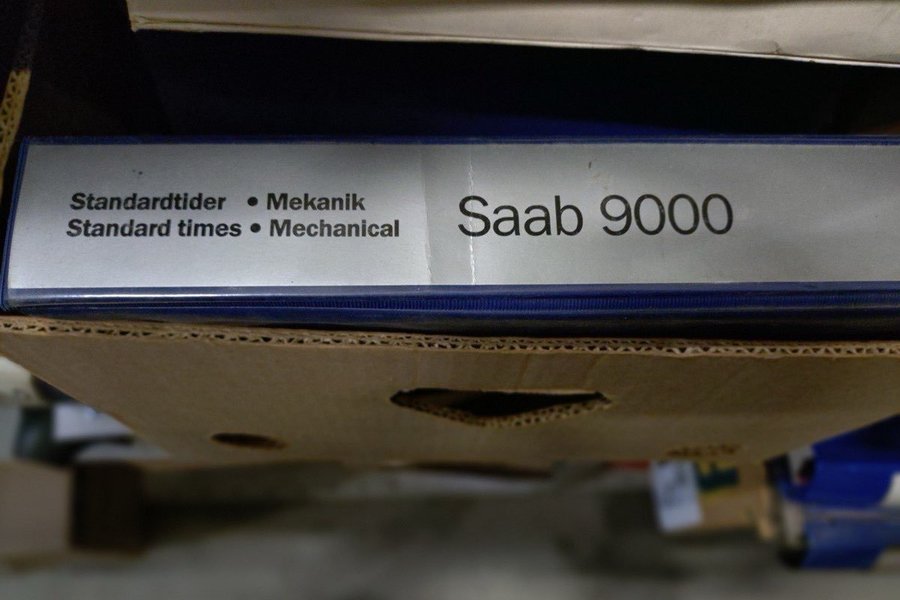 Standardtider • Mekanik
Standard times • Mechanical
Saab 9000